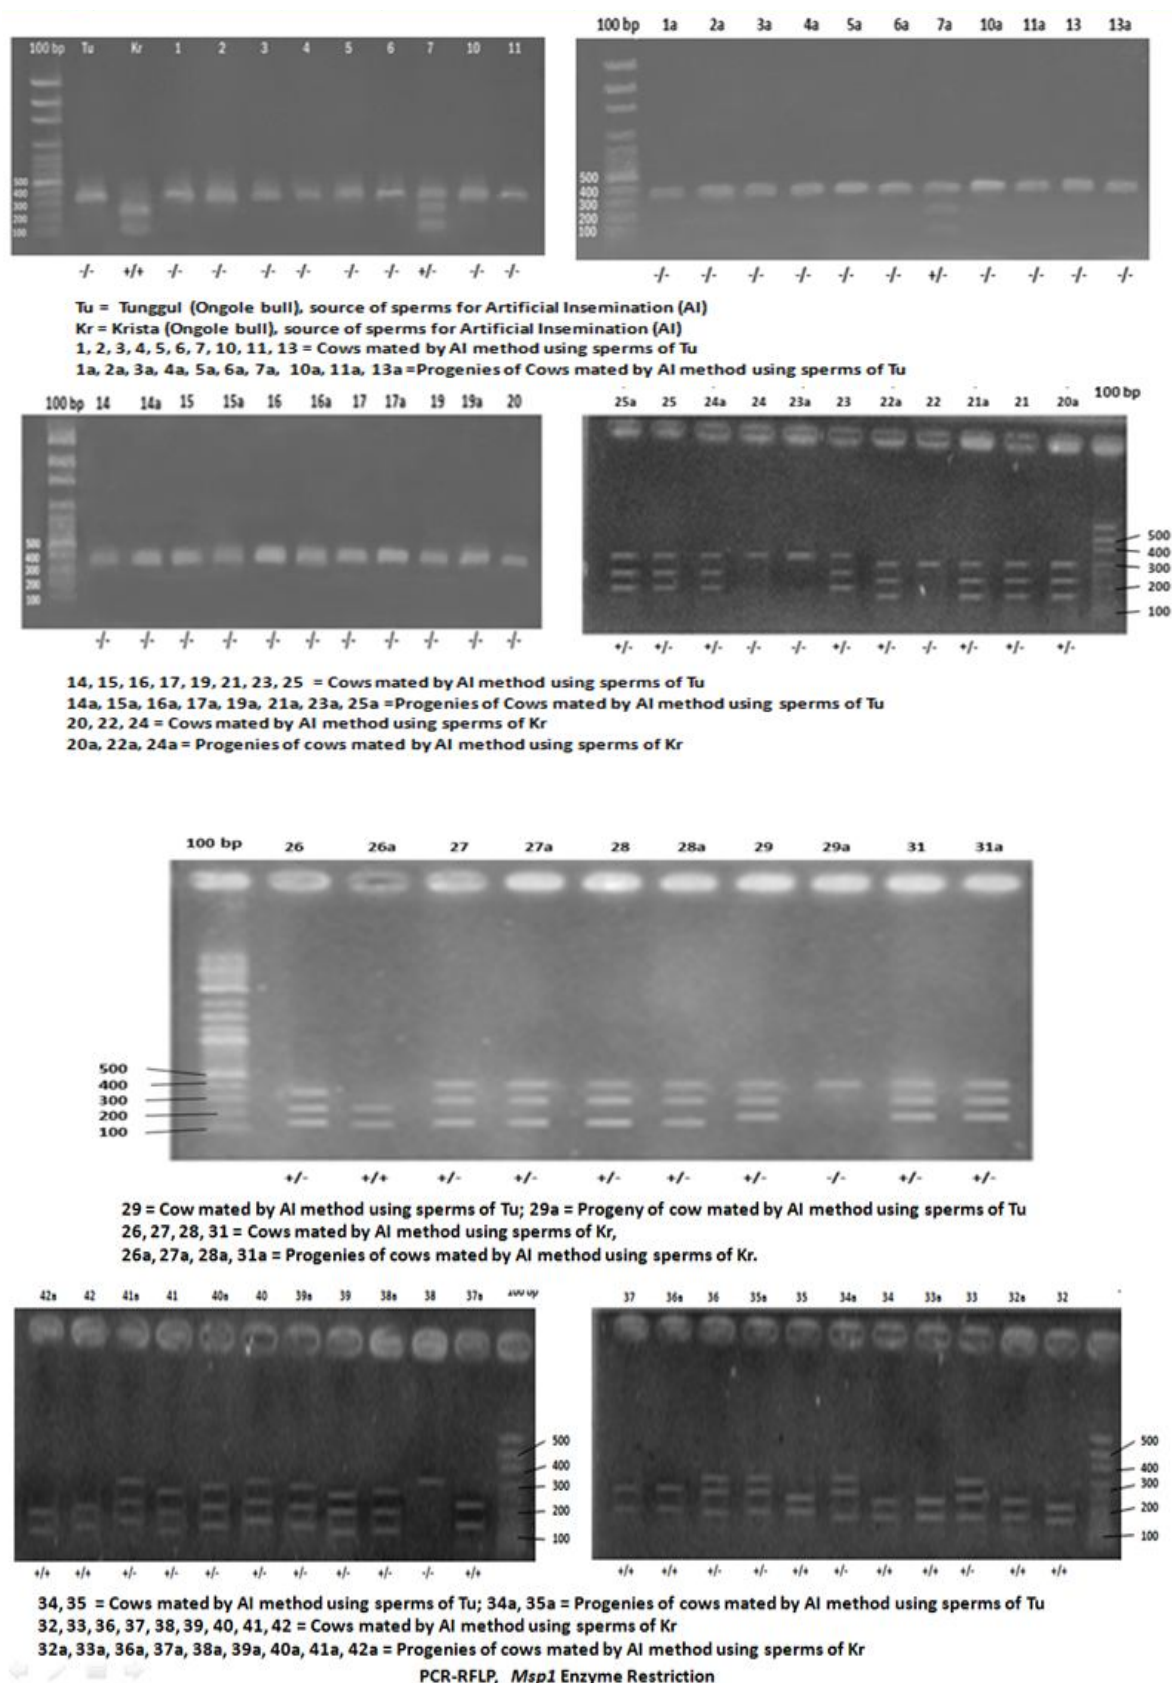 100 bp Tu Kr 1 2 3 4 5 6 7 10 11
500
400
300
200
100
-/- +/+ -/- -/- -/- -/- -/- -/- +/- -/- -/-
100 bp 1a 2a 3a 4a 5a 6a 7a 10a 11a 13 13a
500
400
300
200
100
-/- -/- -/- -/- -/- -/- +/- -/- -/- -/- -/-
Tu = Tunggul (Ongole bull), source of sperms for Artificial Insemination (AI)
Kr = Krista (Ongole bull), source of sperms for Artificial Insemination (AI)
1, 2, 3, 4, 5, 6, 7, 10, 11, 13 = Cows mated by AI method using sperms of Tu
1a, 2a, 3a, 4a, 5a, 6a, 7a, 10a, 11a, 13a =Progenies of Cows mated by AI method using sperms of Tu
100 bp 14 14a 15 15a 16 16a 17 17a 19 19a 20
500
400
300
200
100
-/- -/- -/- -/- -/- -/- -/- -/- -/- -/- -/-
25a 25 24a 24 23a 23 22a 22 21a 21 20a 100 bp
500
400
300
200
100
+/- +/- +/- -/- -/- +/- +/- -/- +/- +/- +/-
14, 15, 16, 17, 19, 21, 23, 25 = Cows mated by AI method using sperms of Tu
14a, 15a, 16a, 17a, 19a, 21a, 23a, 25a =Progenies of Cows mated by AI method using sperms of Tu
20, 22, 24 = Cows mated by AI method using sperms of Kr
20a, 22a, 24a = Progenies of cows mated by AI method using sperms of Kr
100 bp 26 26a 27 27a 28 28a 29 29a 31 31a
500
400
300
200
100
+/- +/+ +/- +/- +/- +/- +/- -/- +/- +/-
29 = Cow mated by AI method using sperms of Tu; 29a = Progeny of cow mated by AI method using sperms of Tu
26, 27, 28, 31 = Cows mated by AI method using sperms of Kr,
26a, 27a, 28a, 31a = Progenies of cows mated by AI method using sperms of Kr.
42a 42 41a 41 40a 40 39a 39 38a 38 37a 100 bp
500
400
300
200
100
+/+ +/+ +/- +/- +/- +/- +/- +/- +/- -/- +/+
37 36a 36 35a 35 34a 34 33a 33 32a 32
500
400
300
200
100
+/+ +/+ +/- +/- +/+ +/- +/+ +/+ +/- +/+ +/+
34, 35 = Cows mated by AI method using sperms of Tu; 34a, 35a = Progenies of cows mated by AI method using sperms of Tu
32, 33, 36, 37, 38, 39, 40, 41, 42 = Cows mated by AI method using sperms of Kr
32a, 33a, 36a, 37a, 38a, 39a, 40a, 41a, 42a = Progenies of cows mated by AI method using sperms of Kr
PCR-RFLP, Msp1 Enzyme Restriction